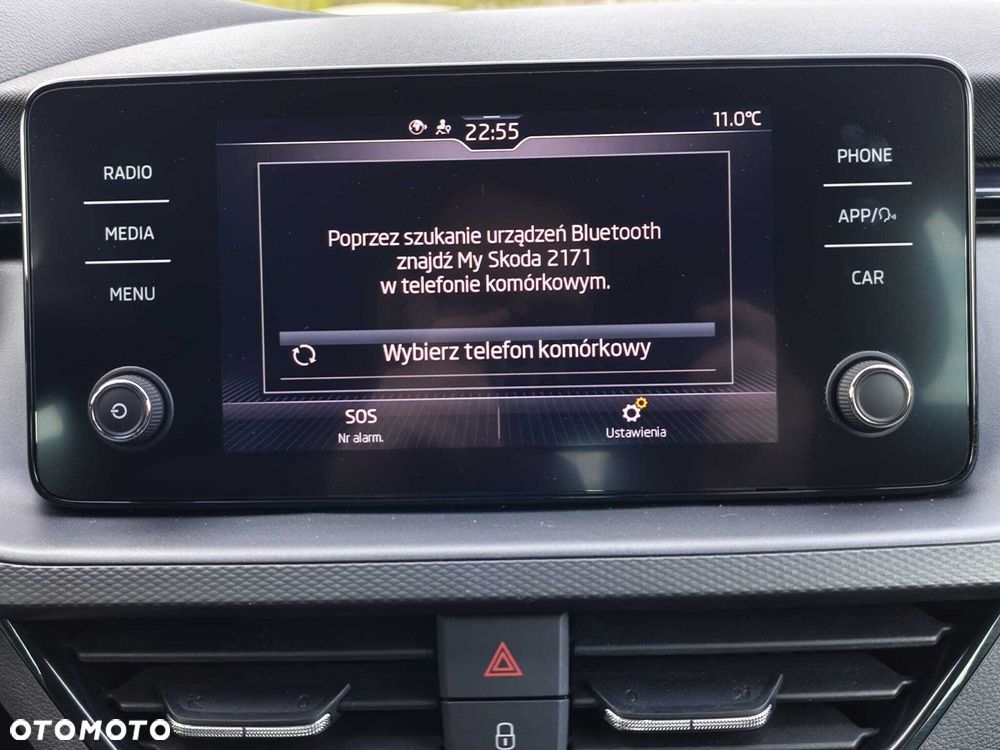 22:55
11.0°C
RADIO
MEDIA
MENU
Poprzez szukanie urządzeń Bluetooth
znajdź My Skoda 2171
w telefonie komórkowym.
Wybierz telefon komórkowy
SOS
Nr alarm.
Ustawienia
PHONE
APP/
CAR
OTOMOTO